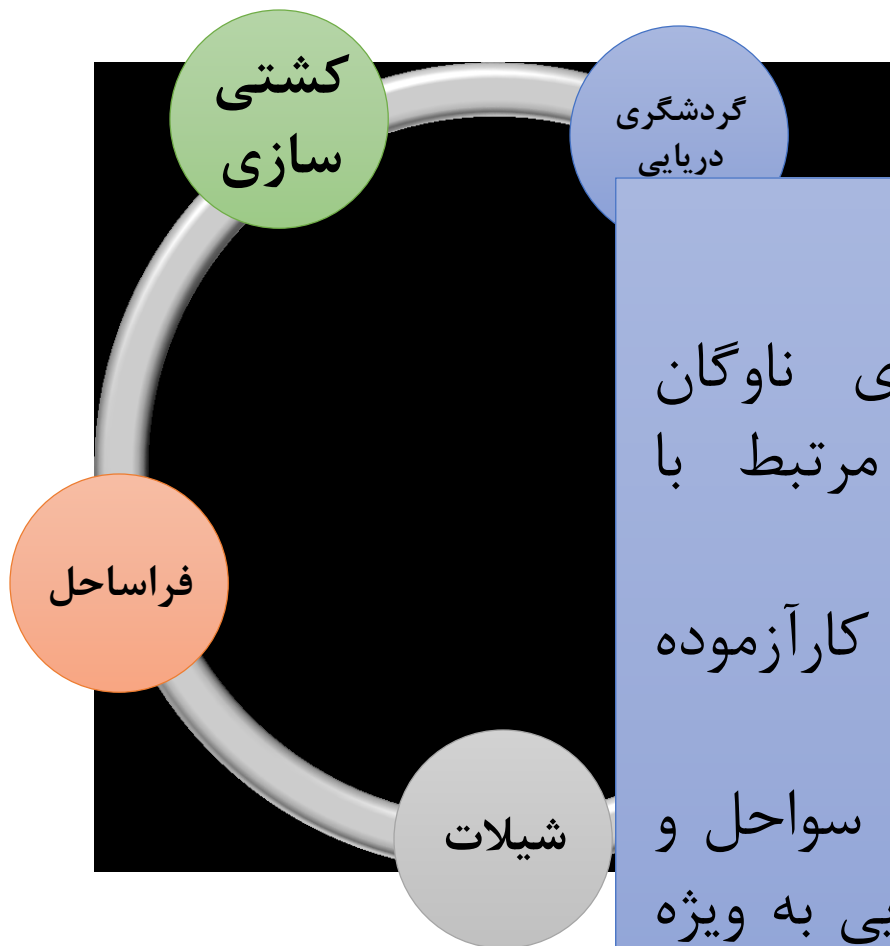 کشتی
سازی
گردشگری
دریایی
فراساحل
شیلات
ناوگان
مرتبط با
کارآزموده
سواحل و
به ویژه